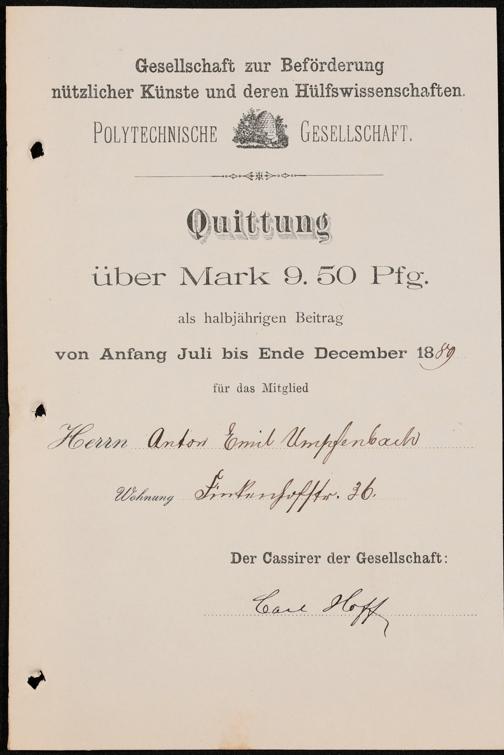 Gesellschaft zur Beförderung
nützlicher Künste und deren Hülfswissenschaften.
POLYTECHNISCHE GESELLSCHAFT.
Quittung
über Mark 9. 50 Pfg.
als halbjährigen Beitrag
von Anfang Juli bis Ende December 1889
für das Mitglied
Herrn Anton Emil Umpfenbach
Wohnung Finkenhofstr. 36.
Der Cassirer der Gesellschaft:
Carl Hoff